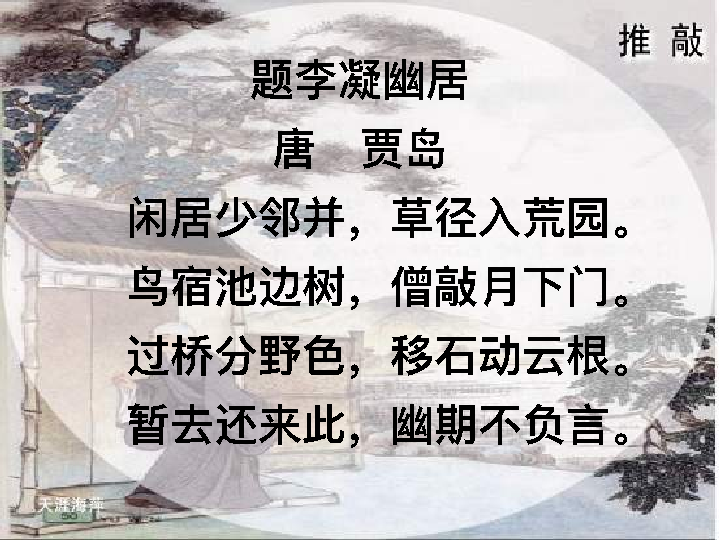 推 敲
题李凝幽居
唐 贾岛
闲居少邻并，草径入荒园。
鸟宿池边树，僧敲月下门。
过桥分野色，移石动云根。
暂去还来此，幽期不负言。
天涯海萍